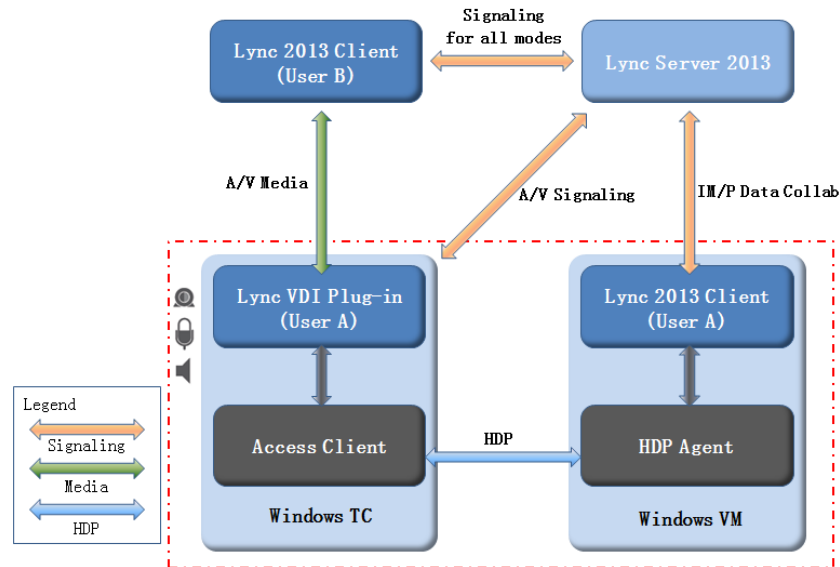 Signaling
for all modes
Lync 2013 Client
(User B)
Lync Server 2013
A/V Media
A/V Signaling
IM/P Data Collab
Lync VDI Plug-in
(User A)
Lync 2013 Client
(User A)
Legend
Signaling
Media
HDP
Access Client
HDP
HDP Agent
Windows TC
Windows VM